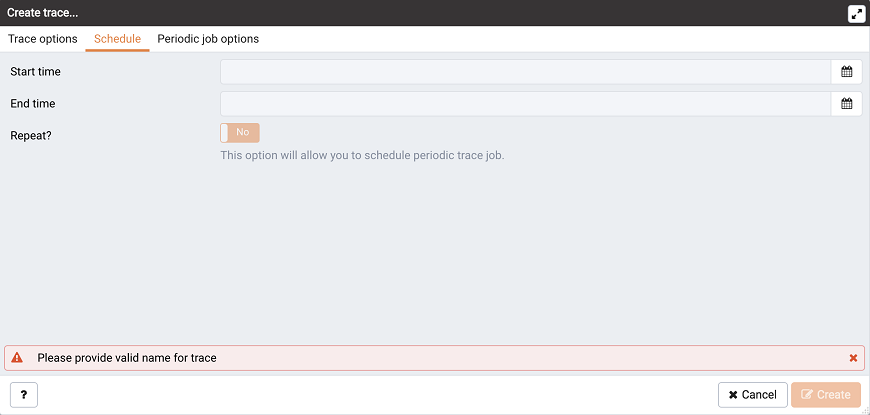 Create trace...
Trace options Schedule Periodic job options
Start time
End time
Repeat? No
This option will allow you to schedule periodic trace job.
Please provide valid name for trace
? Cancel Create